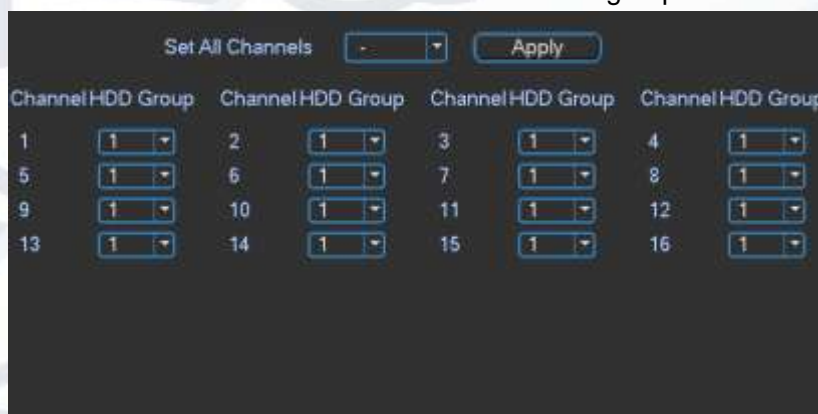 Set All Channels - Apply
Channel HDD Group Channel HDD Group Channel HDD Group Channel HDD Group
1 1 2 1 3 1 4 1
5 1 6 1 7 1 8 1
9 1 10 1 11 1 12 1
13 1 14 1 15 1 16 1